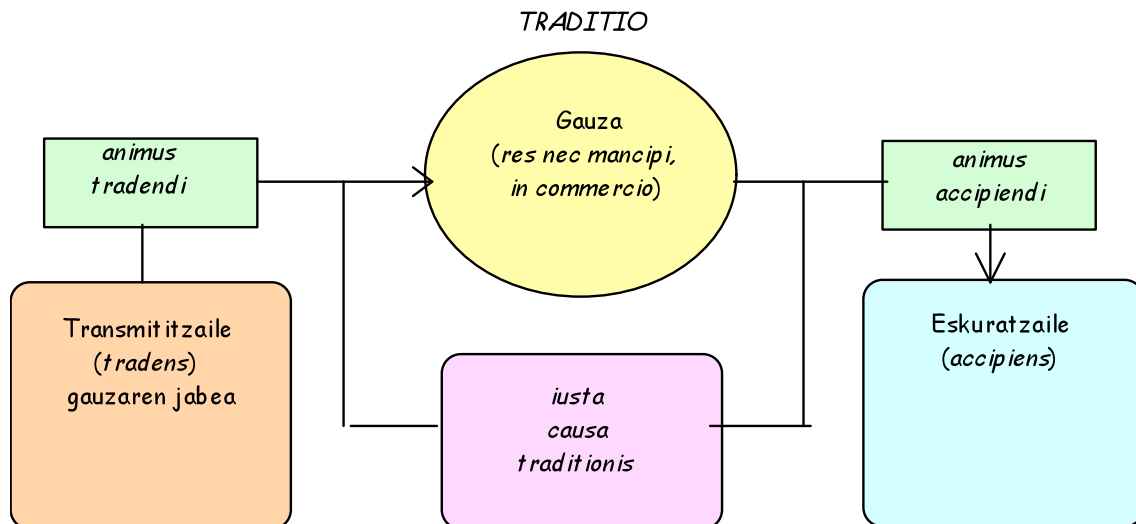 TRADITIO
animus
tradendi
Gauza
(res nec mancipi,
in commercio)
animus
accipiendi
Transmititzaile
(tradens)
gauzaren jabea
iusta
causa
traditionis
Eskuratzaile
(accipiens)